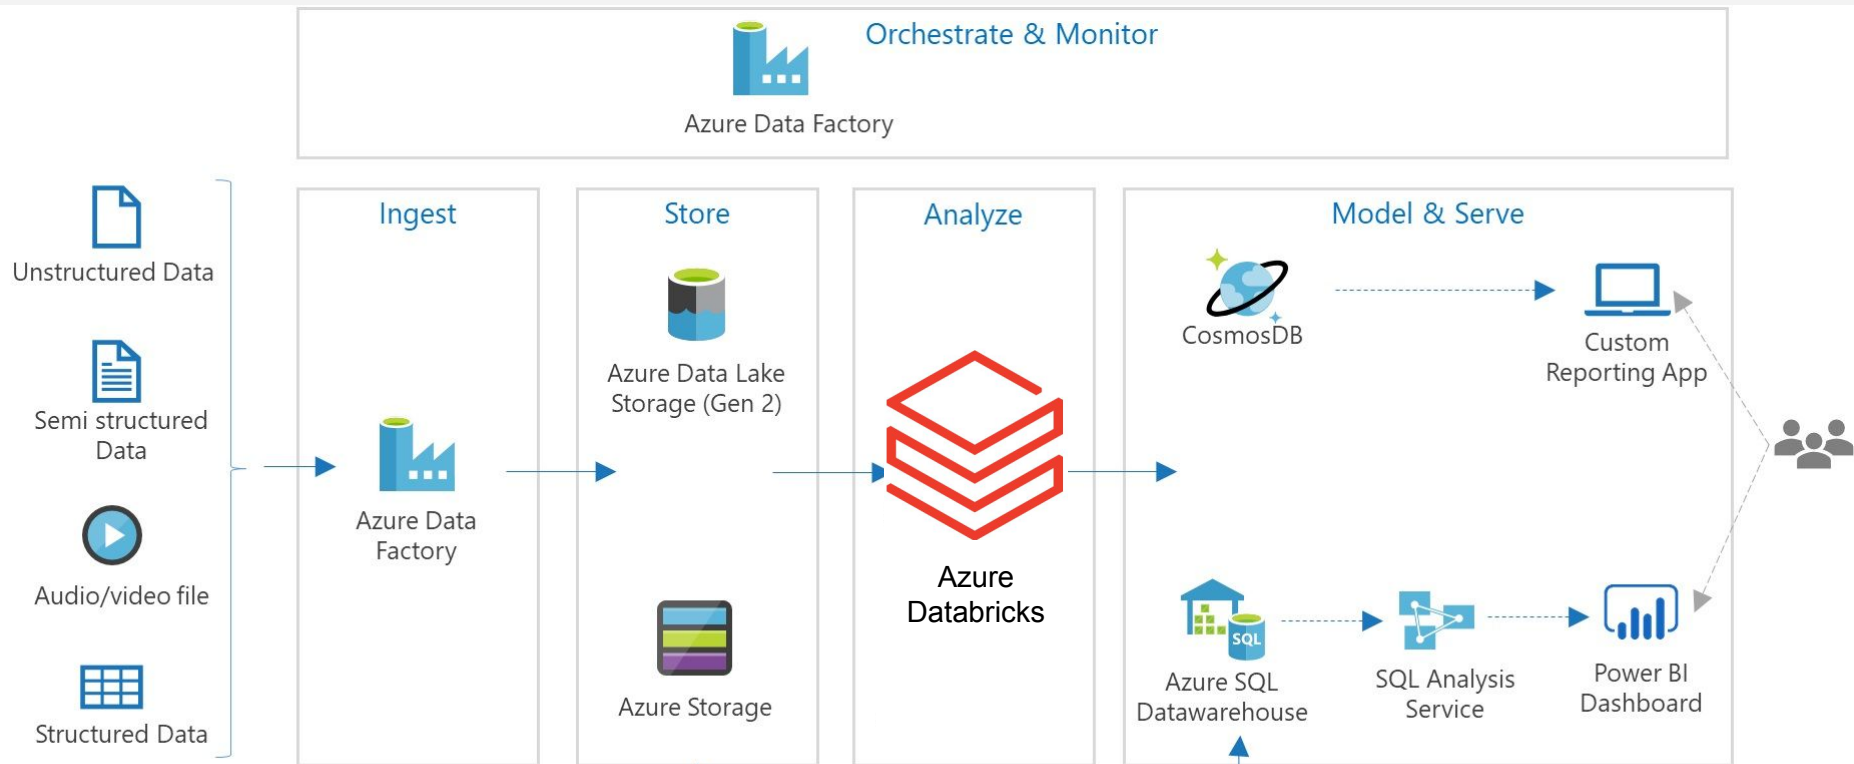 Orchestrate & Monitor
Azure Data Factory
Unstructured Data
Semi structured
Data
Audio/video file
Structured Data
Ingest
Azure Data
Factory
Store
Azure Data Lake
Storage (Gen 2)
Azure Storage
Analyze
Azure
Databricks
Model & Serve
CosmosDB
Custom
Reporting App
SQL
Azure SQL
Datawarehouse
SQL Analysis
Service
Power BI
Dashboard